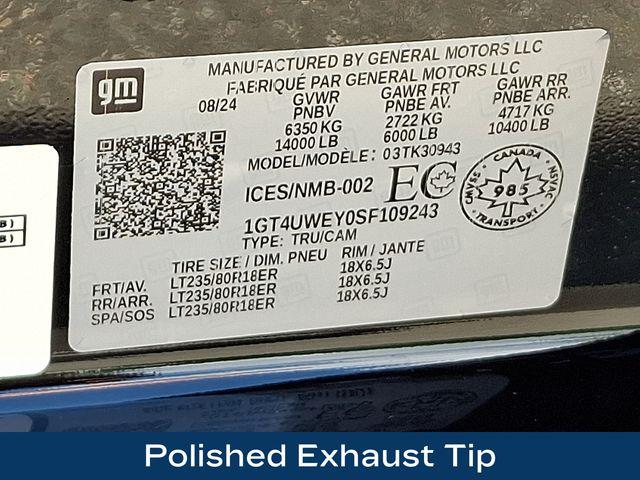 gm
MANUFACTURED BY GENERAL MOTORS LLC
FABRIQUÉ PAR GENERAL MOTORS LLC
08/24 GVWR GAWR FRT GAWR RR
PNBV PNBE AV. PNBE ARR.
6350 KG 2722 KG 4717 KG
14000 LB 6000 LB 10400 LB
MODEL/MODÈLE: 03TK30943
ICES/NMB-002 EC
CANADA
CMVSS NSVAC
985
TRANSPORT
1GT4UWEY0SF109243
TYPE: TRU/CAM
TIRE SIZE / DIM. PNEU RIM / JANTE
FRT/AV. LT235/80R18ER 18X6.5J
RR/ARR. LT235/80R18ER 18X6.5J
SPA/SOS LT235/80R18ER 18X6.5J
Polished Exhaust Tip